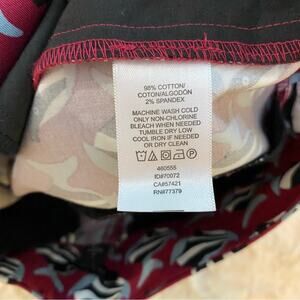 98% COTTON/
COTON/ALGODÓN
2% SPANDEX
MACHINE WASH COLD
ONLY NON-CHLORINE
BLEACH WHEN NEEDED
TUMBLE DRY LOW
COOL IRON IF NEEDED
OR DRY CLEAN
460555
ID#70072
CA#57421
RN#77379